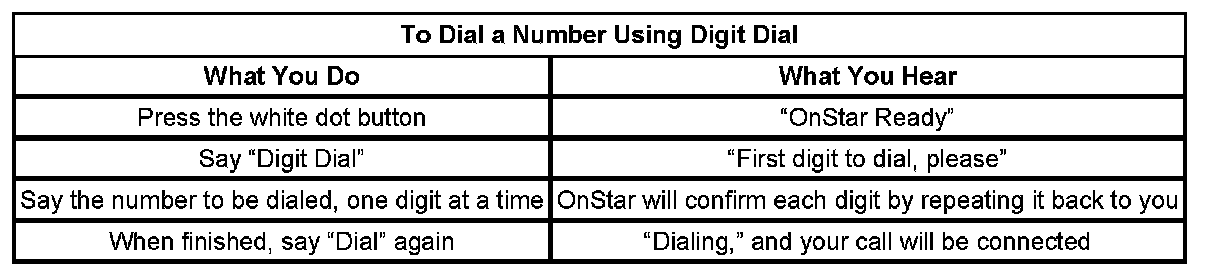 To Dial a Number Using Digit Dial
What You Do What You Hear
Press the white dot button “OnStar Ready”
Say “Digit Dial” “First digit to dial, please”
Say the number to be dialed, one digit at a time OnStar will confirm each digit by repeating it back to you
When finished, say “Dial” again “Dialing,” and your call will be connected